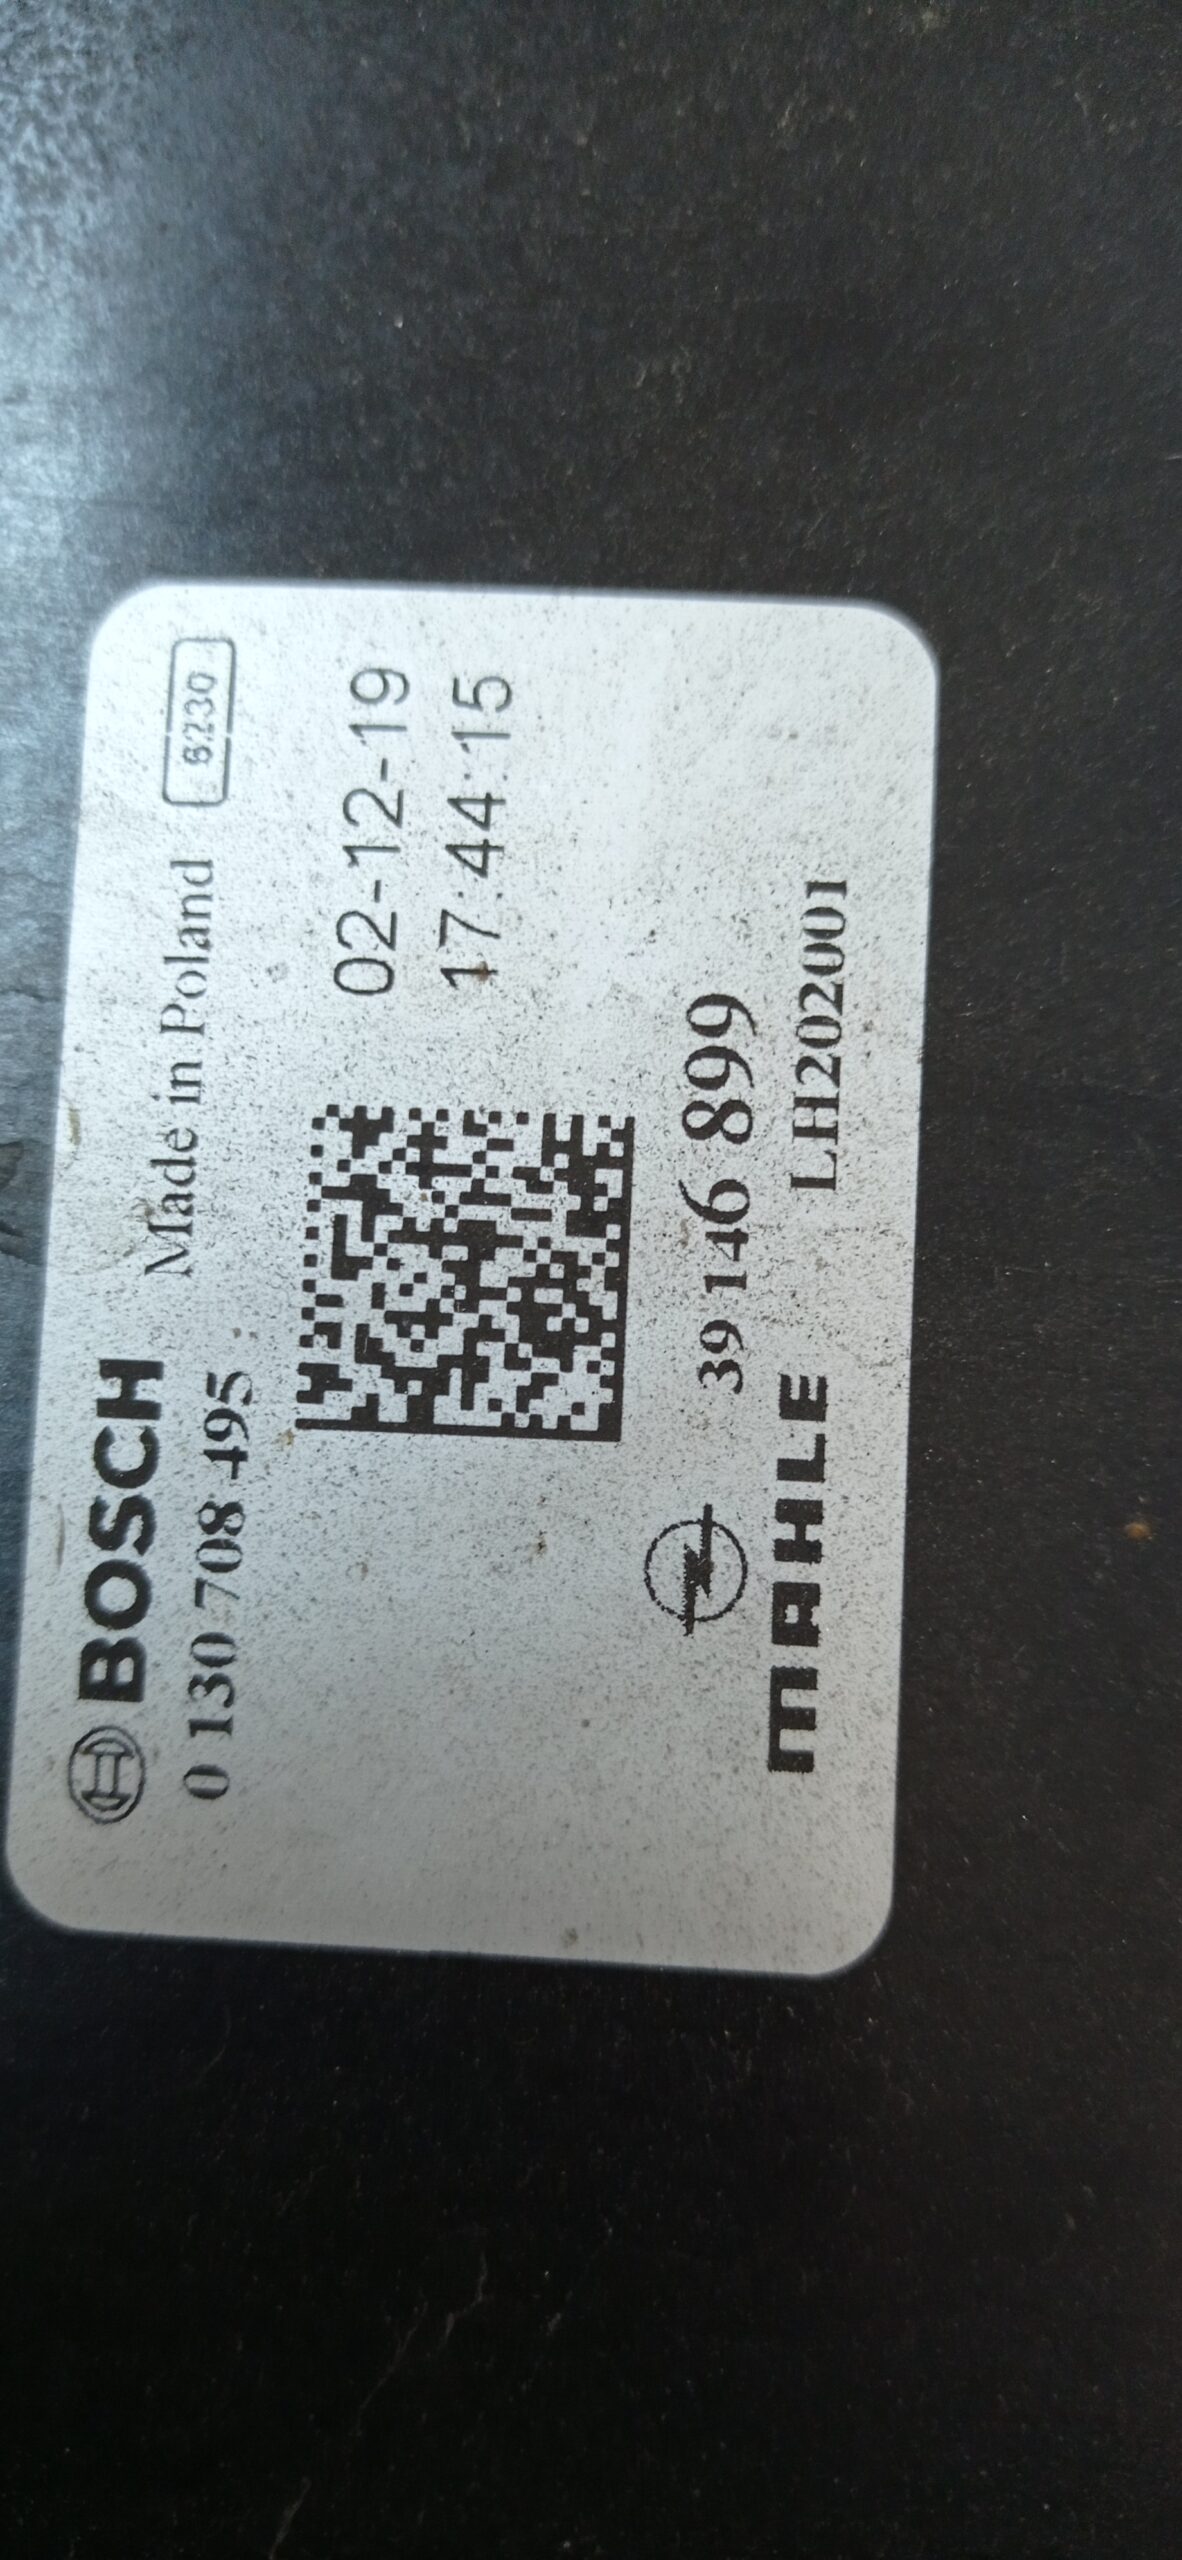 BOSCH Made in Poland 6230
0 130 708 495
02-12-19
17:44:15
39 146 899
MAHLE LH202001